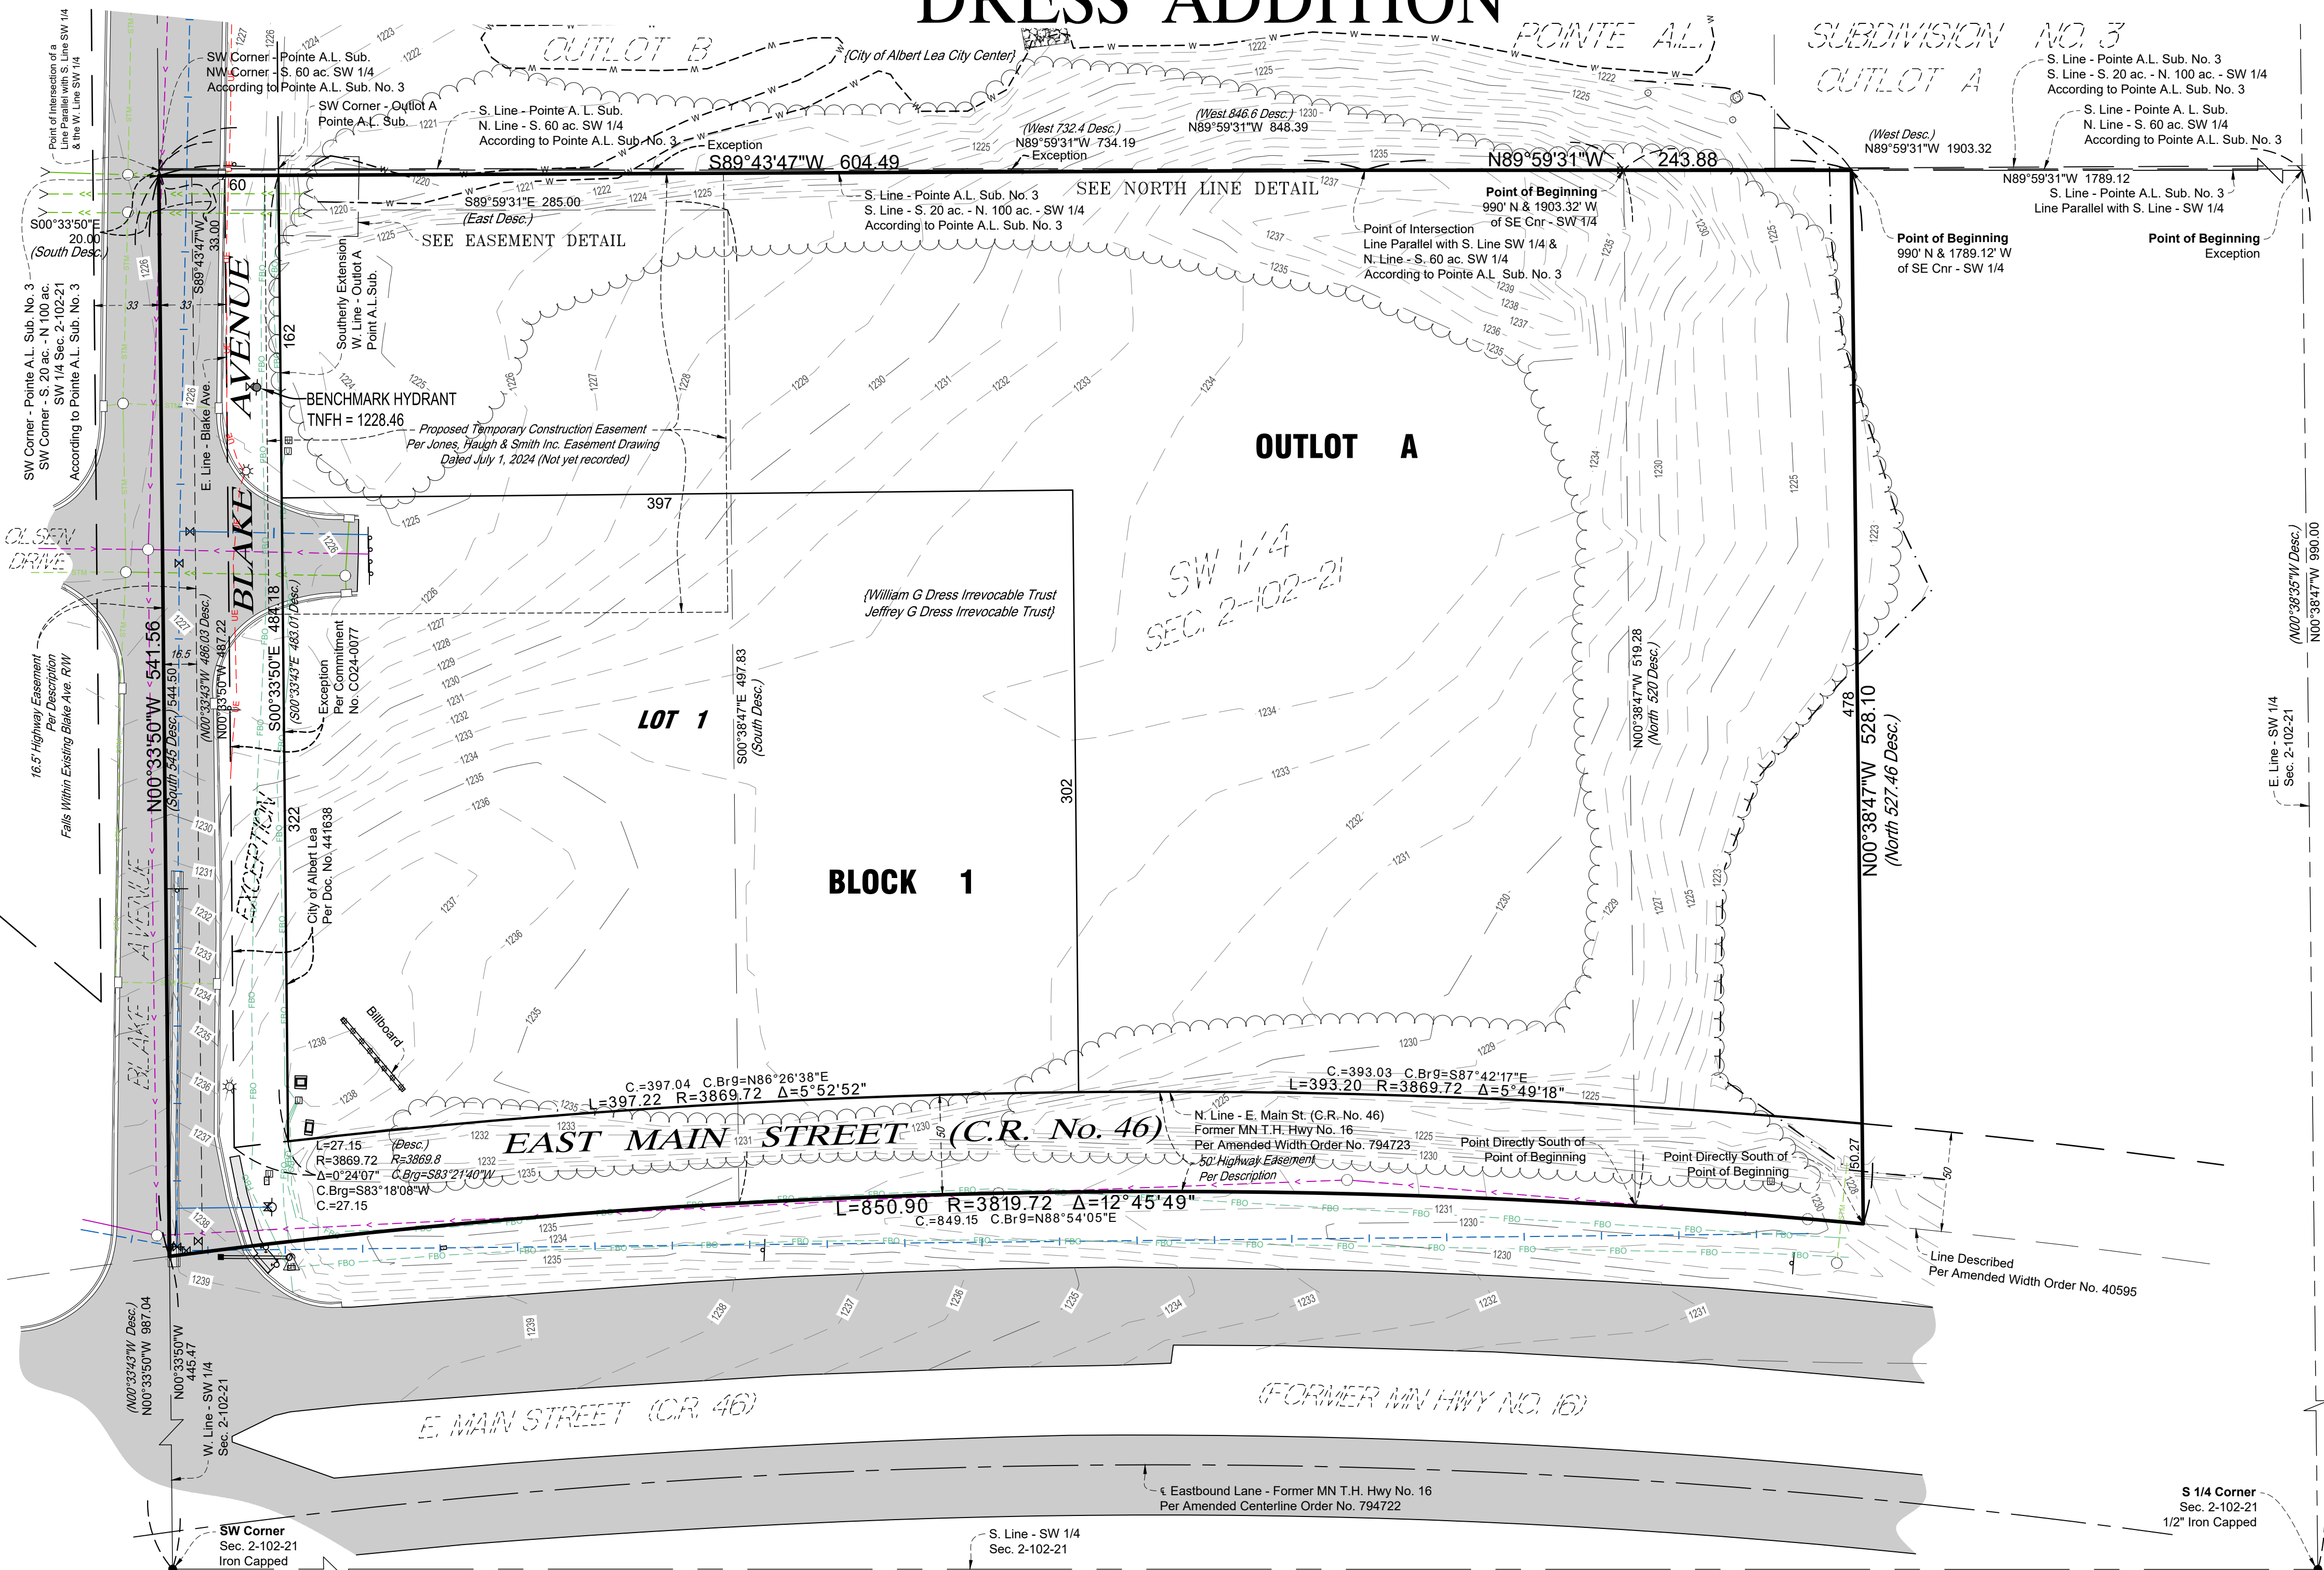 DRESS ADDITION
Point of Intersection of a
Line Parallel with S. Line SW 1/4
& the W. Line SW 1/4
SW Corner - Pointe A.L. Sub.
NW Corner - S. 60 ac. SW 1/4
According to Pointe A.L. Sub. No. 3
SW Corner - Outlot A
Pointe A.L. Sub.
S. Line - Pointe A. L. Sub.
N. Line - S. 60 ac. SW 1/4
According to Pointe A.L. Sub. No. 3
OUTLOT B
{City of Albert Lea City Center}
POINTE A.L.
SUBDIVISION NO. 3
OUTLOT A
S. Line - Pointe A.L. Sub. No. 3
S. Line - S. 20 ac. - N. 100 ac. - SW 1/4
According to Pointe A.L. Sub. No. 3
S. Line - Pointe A. L. Sub.
N. Line - S. 60 ac. SW 1/4
According to Pointe A.L. Sub. No. 3
Exception
S89°43'47"W 604.49
(West 732.4 Desc.)
N89°59'31"W 734.19
Exception
(West 846.6 Desc.)
N89°59'31"W 848.39
N89°59'31"W 243.88
(West Desc.)
N89°59'31"W 1903.32
N89°59'31"W 1789.12
S. Line - Pointe A.L. Sub. No. 3
Line Parallel with S. Line - SW 1/4
60
S00°33'50"E
20.00
(South Desc.)
S89°43'47"W
33.00
S89°59'31"E 285.00
(East Desc.)
SEE EASEMENT DETAIL
S. Line - Pointe A.L. Sub. No. 3
S. Line - S. 20 ac. - N. 100 ac. - SW 1/4
According to Pointe A.L. Sub. No. 3
SEE NORTH LINE DETAIL
Point of Beginning
990' N & 1903.32' W
of SE Cnr - SW 1/4
Point of Intersection
Line Parallel with S. Line SW 1/4 &
N. Line - S. 60 ac. SW 1/4
According to Pointe A.L Sub. No. 3
Point of Beginning
990' N & 1789.12' W
of SE Cnr - SW 1/4
Point of Beginning
Exception
SW Corner - Pointe A.L. Sub. No. 3
SW Corner - S. 20 ac. - N 100 ac.
SW 1/4 Sec. 2-102-21
According to Pointe A.L. Sub. No. 3
33
33
E. Line - Blake Ave.
BLAKE AVENUE
162
Southerly Extension
W. Line - Outlot A
Point A.L.Sub.
BENCHMARK HYDRANT
TNFH = 1228.46
Proposed Temporary Construction Easement
Per Jones, Haugh & Smith Inc. Easement Drawing
Dated July 1, 2024 (Not yet recorded)
OUTLOT A
397
OLSEN
DRIVE
SW 1/4
SEC. 2-102-21
{William G Dress Irrevocable Trust
Jeffrey G Dress Irrevocable Trust}
16.5' Highway Easement
Per Description
Falls Within Existing Blake Ave. R/W
N00°33'50"W 541.56
(South 545 Desc.) 544.50
16.5
(N00°33'43"W 486.03 Desc.)
N00°33'50"W 487.22
S00°33'50"E 484.18
(S00°33'43"E 483.01 Desc.)
Exception
Per Commitment
No. CO24-0077
LOT 1
S00°38'47"E 497.83
(South Desc.)
302
N00°38'47"W 519.28
(North 520 Desc.)
478
N00°38'47"W 528.10
(North 527.46 Desc.)
(N00°38'35"W Desc.)
N00°38'47"W 990.00
E. Line - SW 1/4
Sec. 2-102-21
EXCEPTION
322
City of Albert Lea
Per Doc. No. 441638
BLOCK 1
BLAKE AVENUE
Billboard
C.=397.04 C.Brg=N86°26'38"E
L=397.22 R=3869.72 Δ=5°52'52"
C.=393.03 C.Brg=S87°42'17"E
L=393.20 R=3869.72 Δ=5°49'18"
EAST MAIN STREET (C.R. No. 46)
L=27.15 (Desc.)
R=3869.72 R=3869.8
Δ=0°24'07" C.Brg=S83°21'40"W
C.Brg=S83°18'08"W
C.=27.15
50
N. Line - E. Main St. (C.R. No. 46)
Former MN T.H. Hwy No. 16
Per Amended Width Order No. 794723
50' Highway Easement
Per Description
Point Directly South of
Point of Beginning
Point Directly South of
Point of Beginning
50.27
50
L=850.90 R=3819.72 Δ=12°45'49"
C.=849.15 C.Brg=N88°54'05"E
Line Described
Per Amended Width Order No. 40595
(N00°33'43"W Desc.)
N00°33'50"W 987.04
N00°33'50"W
445.47
W. Line - SW 1/4
Sec. 2-102-21
E. MAIN STREET (C.R. 46)
(FORMER MN HWY NO. 16)
℄ Eastbound Lane - Former MN T.H. Hwy No. 16
Per Amended Centerline Order No. 794722
SW Corner
Sec. 2-102-21
Iron Capped
S. Line - SW 1/4
Sec. 2-102-21
S 1/4 Corner
Sec. 2-102-21
1/2" Iron Capped